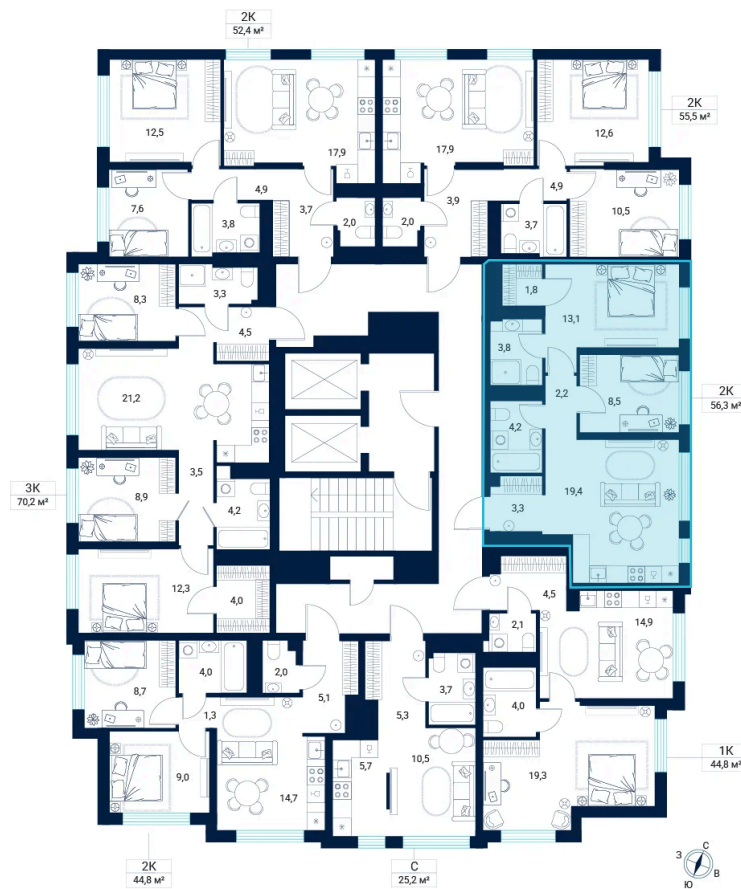 2К
52,4 м²
12,5
17,9
17,9
12,6
2К
55,5 м²
7,6
4,9
3,8
3,7
2,0
2,0
3,9
4,9
3,7
10,5
8,3
3,3
4,5
1,8
13,1
3,8
21,2
2,2
8,5
2К
56,3 м²
4,2
3,5
3К
70,2 м²
8,9
4,2
19,4
3,3
12,3
4,0
4,5
2,1
14,9
8,7
4,0
2,0
5,1
5,3
3,7
4,0
1,3
9,0
14,7
5,7
10,5
19,3
1К
44,8 м²
2К
44,8 м²
С
25,2 м²
С
З
В
Ю